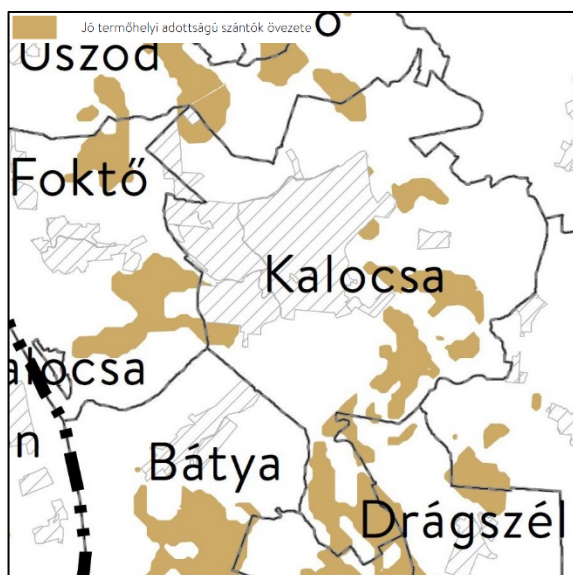 Jó termőhelyi adottságú szántók övezete
Uszod
Foktő
Kalocsa
alocsa
n
Bátya
Drágszél